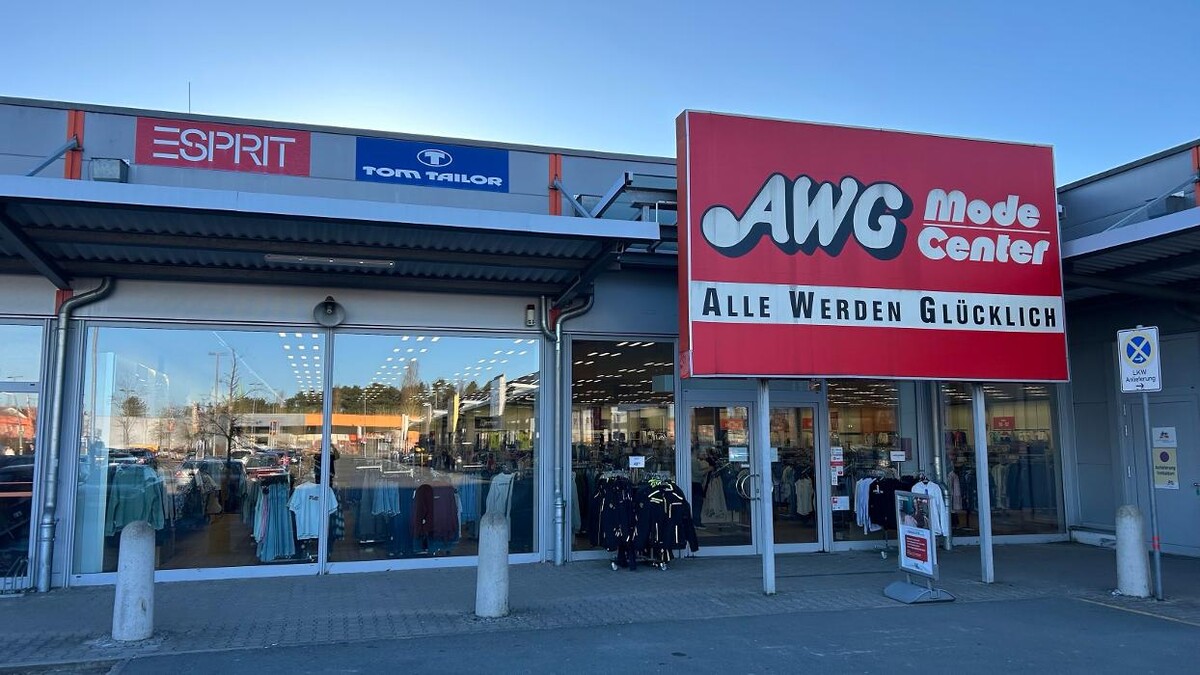 ESPRIT
TOM TAILOR
AWG Mode
Center
ALLE WERDEN GLÜCKLICH
LKW
Anlieferung